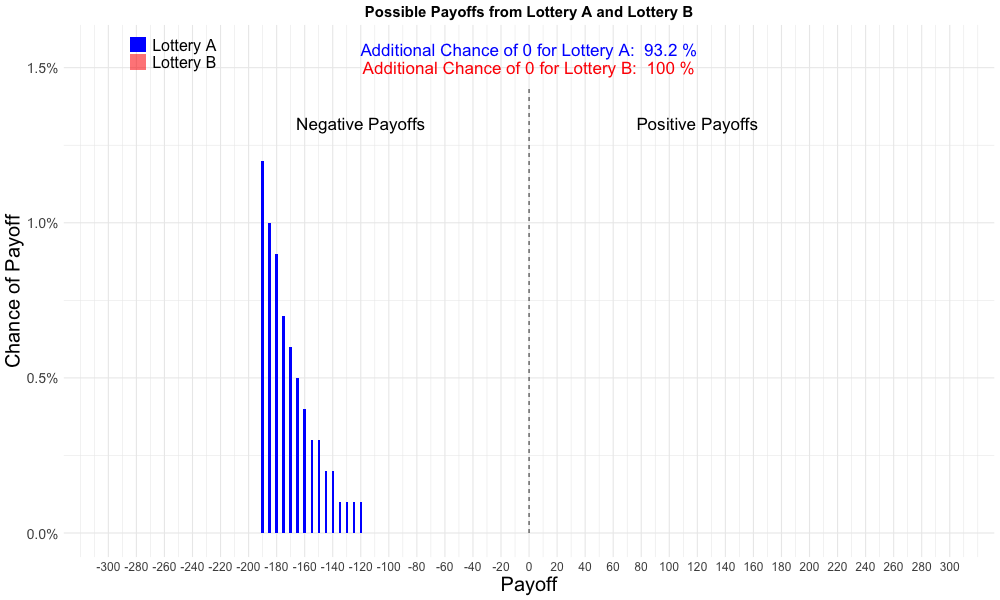 Possible Payoffs from Lottery A and Lottery B
Lottery A
Lottery B
Additional Chance of 0 for Lottery A:  93.2 %
Additional Chance of 0 for Lottery B:  100 %
Negative Payoffs
Positive Payoffs
Chance of Payoff
1.5%
1.0%
0.5%
0.0%
-300 -280 -260 -240 -220 -200 -180 -160 -140 -120 -100 -80 -60 -40 -20 0 20 40 60 80 100 120 140 160 180 200 220 240 260 280 300
Payoff